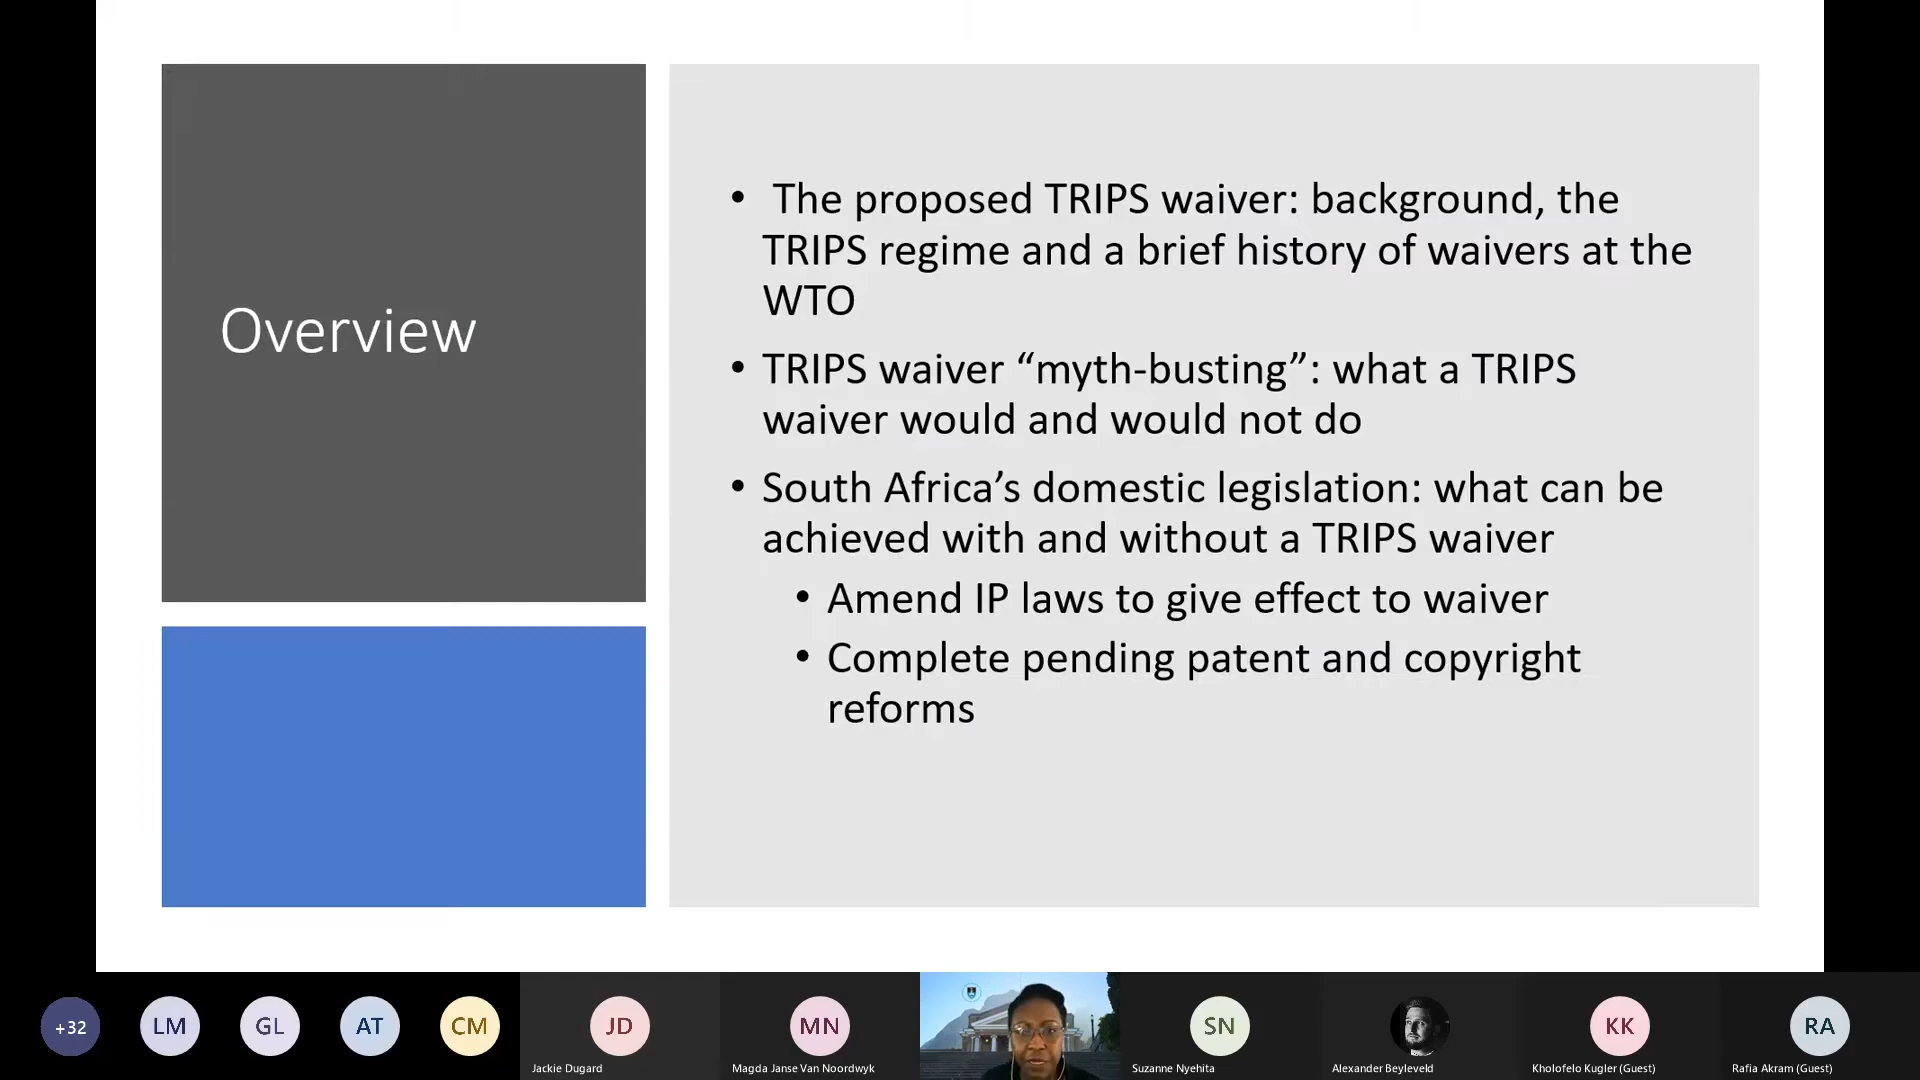 Overview
• The proposed TRIPS waiver: background, the
TRIPS regime and a brief history of waivers at the
WTO
• TRIPS waiver “myth-busting”: what a TRIPS
waiver would and would not do
• South Africa’s domestic legislation: what can be
achieved with and without a TRIPS waiver
• Amend IP laws to give effect to waiver
• Complete pending patent and copyright
reforms
+32
LM
GL
AT
CM
JD
Jackie Dugard
MN
Magda Janse Van Noordwyk
SN
Suzanne Nyehita
Alexander Beyleveld
KK
Kholofelo Kugler (Guest)
RA
Rafia Akram (Guest)